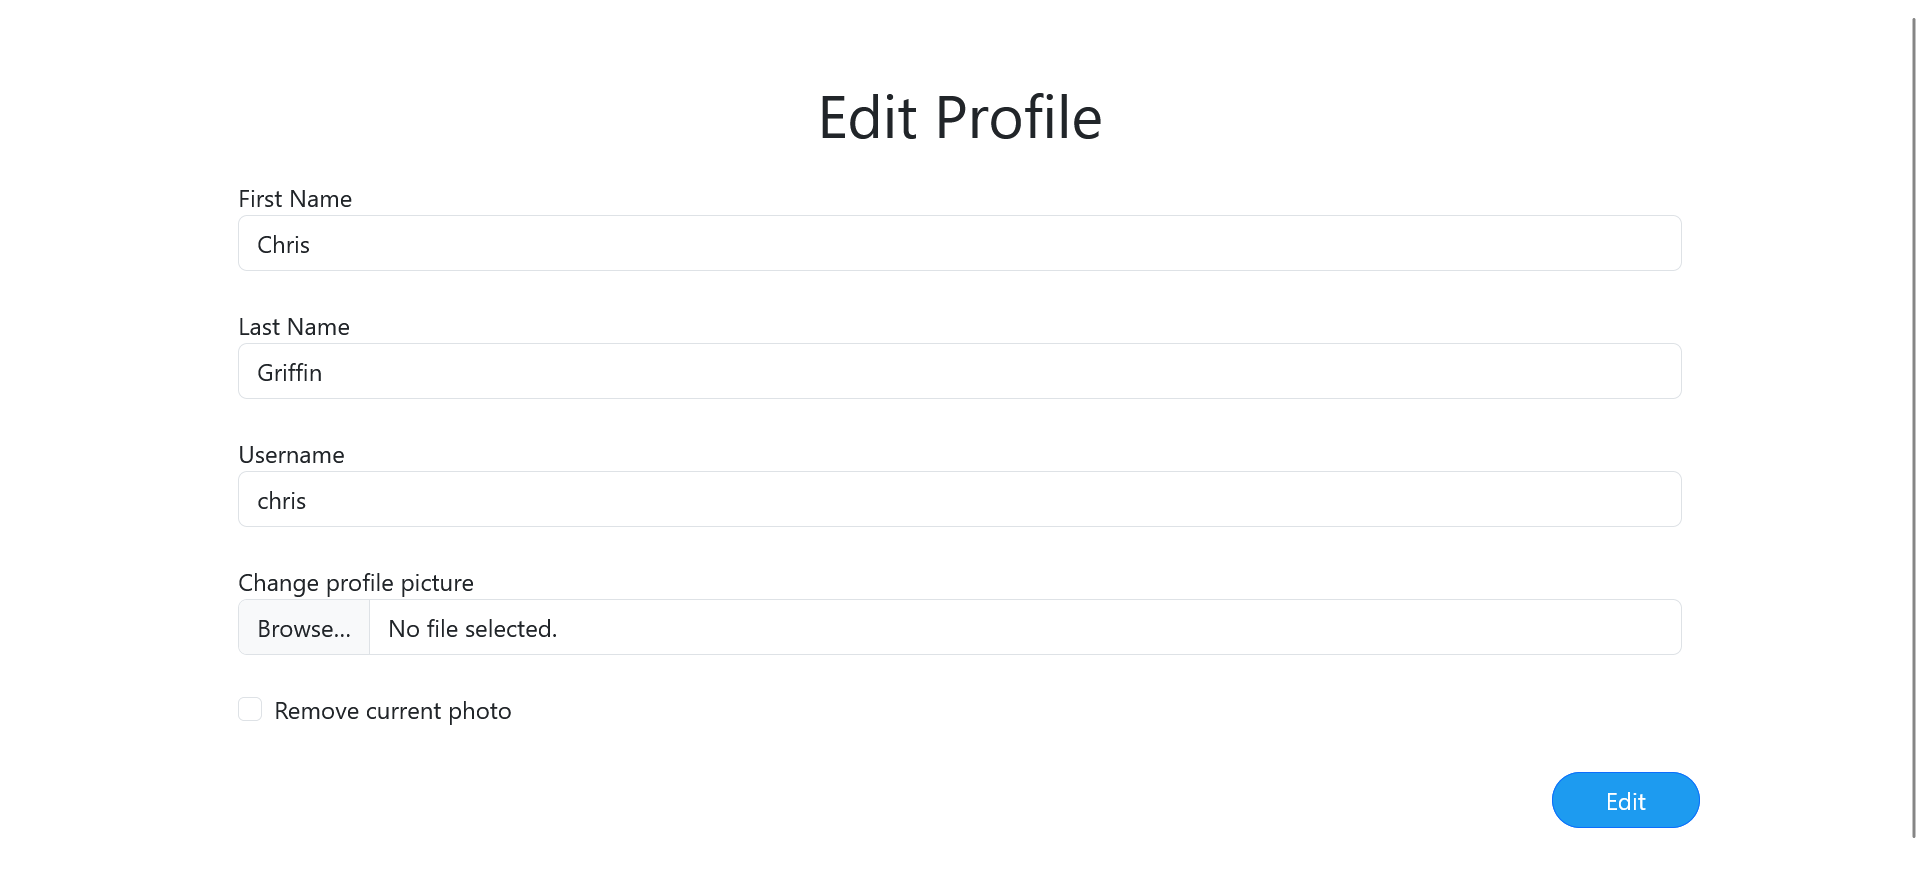 Edit Profile
First Name
Chris
Last Name
Griffin
Username
chris
Change profile picture
Browse... No file selected.
Remove current photo
Edit